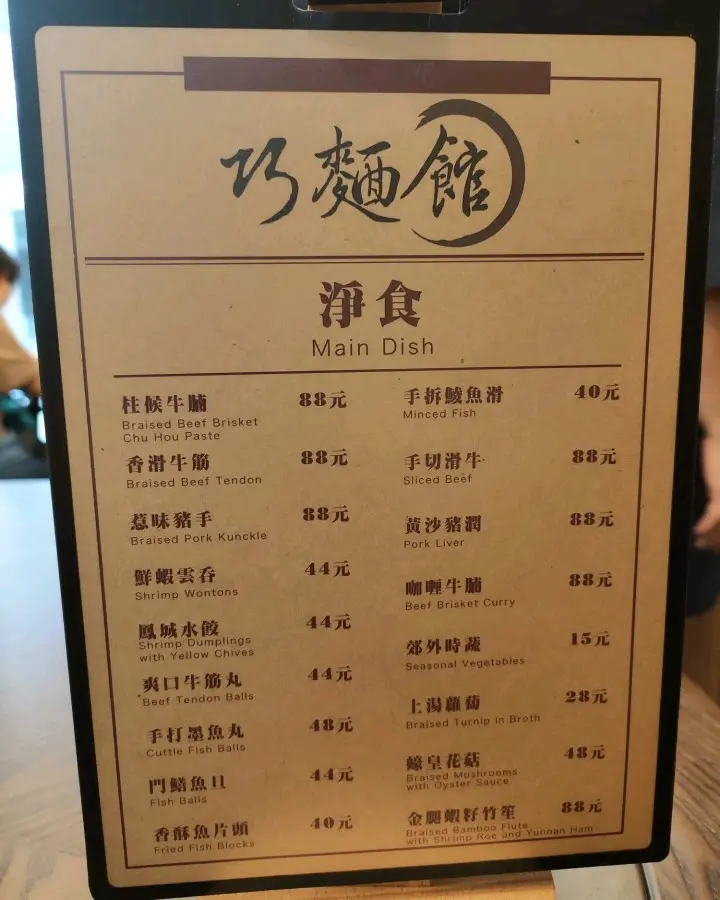 巧麵館
淨食
Main Dish
柱候牛腩 88元
Braised Beef Brisket
Chu Hou Paste
香滑牛筋 88元
Braised Beef Tendon
惹味豬手 88元
Braised Pork Kunckle
鮮蝦雲吞 44元
Shrimp Wontons
鳳城水餃 44元
Shrimp Dumplings
with Yellow Chives
爽口牛筋丸 44元
Beef Tendon Balls
手打墨魚丸 48元
Cuttle Fish Balls
門鱔魚旦 44元
Fish Balls
香酥魚片頭 40元
Fried Fish Blocks
手拆鯪魚滑 40元
Minced Fish
手切滑牛 88元
Sliced Beef
黃沙豬潤 88元
Pork Liver
咖喱牛腩 88元
Beef Brisket Curry
郊外時蔬 15元
Seasonal Vegetables
上湯蘿蔔 28元
Braised Turnip in Broth
蠔皇花菇 48元
Braised Mushrooms
with Oyster Sauce
金腿蝦籽竹笙 88元
Braised Bamboo Flute
with Shrimp Roe and Yunnan Ham